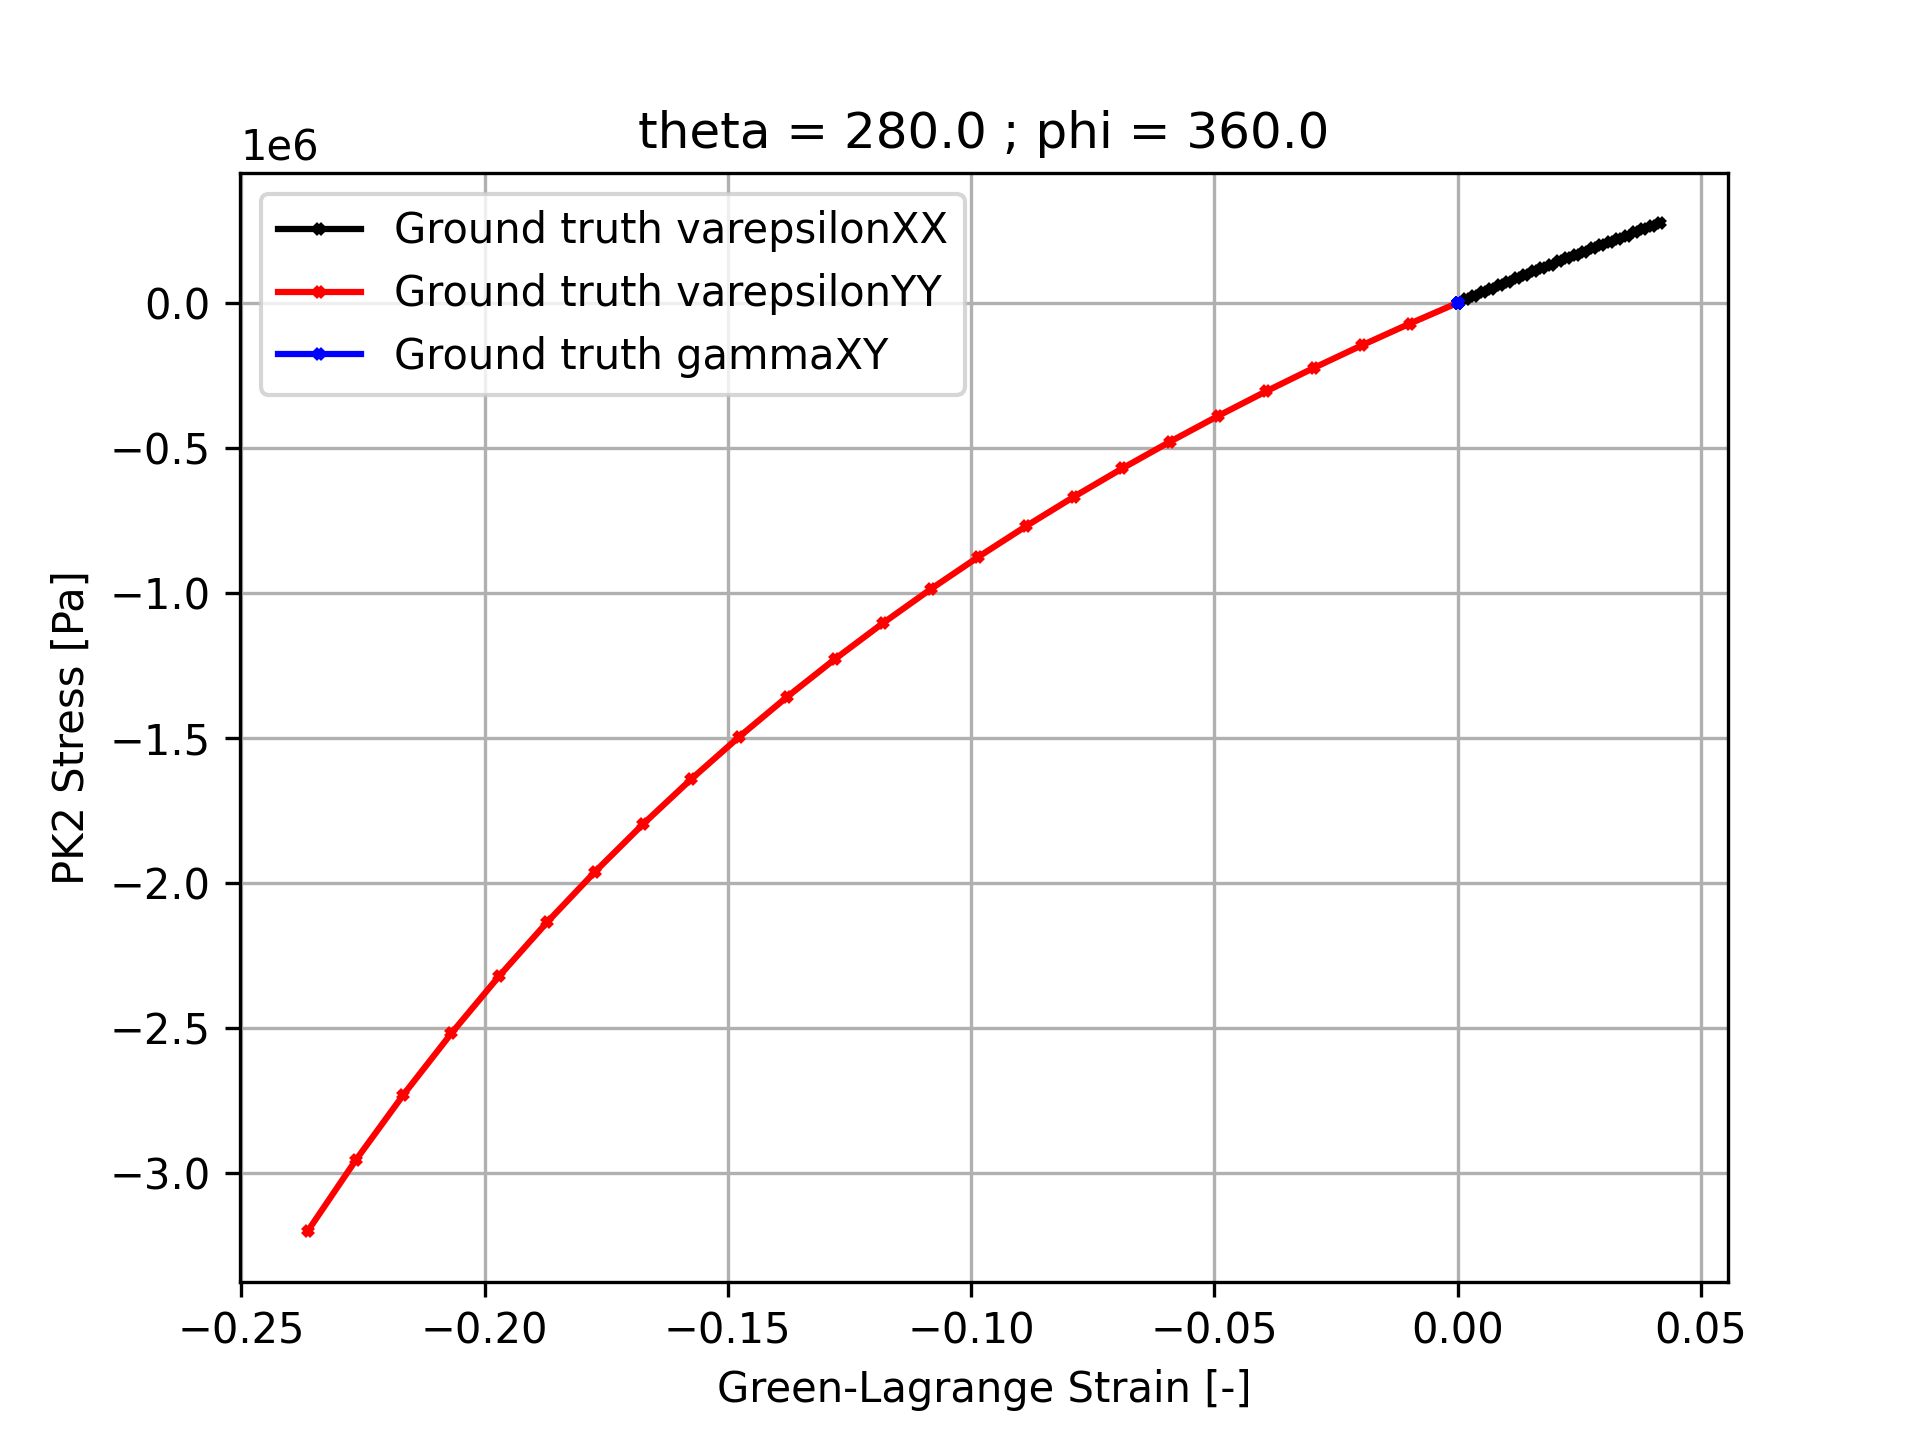 theta = 280.0 ; phi = 360.0
1e6
Ground truth varepsilonXX
Ground truth varepsilonYY
Ground truth gammaXY
0.0
−0.5
−1.0
−1.5
−2.0
−2.5
−3.0
PK2 Stress [Pa]
−0.25 −0.20 −0.15 −0.10 −0.05 0.00 0.05
Green-Lagrange Strain [-]